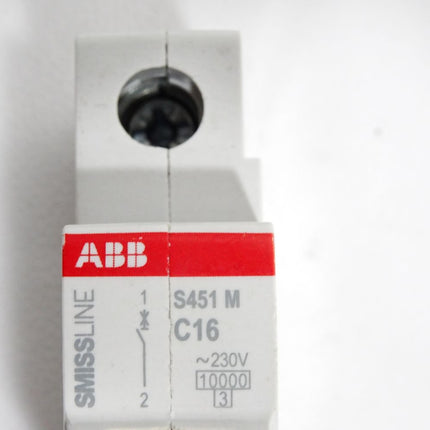 ABB
SMISSLINE
1
2
S451 M
C16
~230V
10000
3